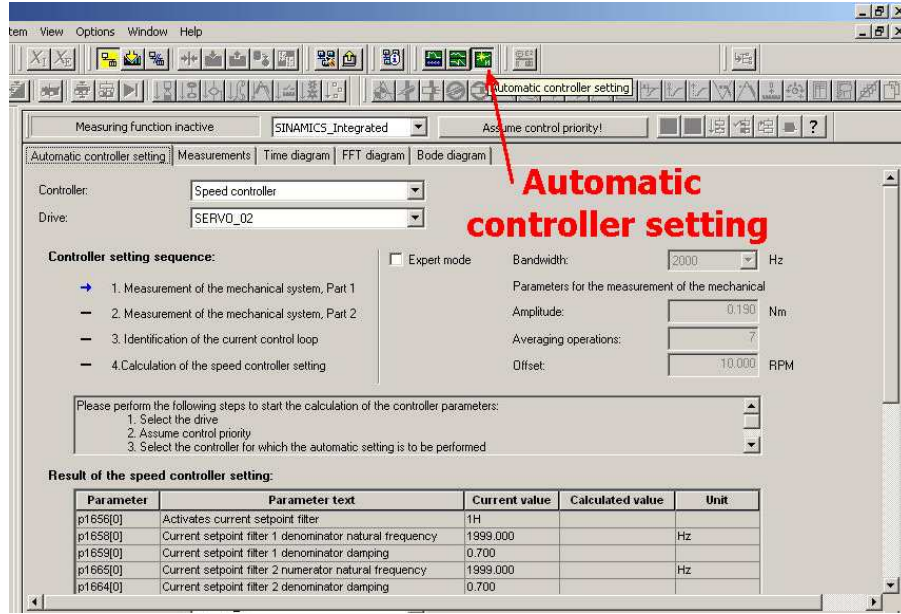 tem View Options Window Help
Automatic controller setting
Measuring function inactive SINAMICS_Integrated Assume control priority! ?
Automatic controller setting Measurements Time diagram FFT diagram Bode diagram
Automatic
controller setting
Controller: Speed controller
Drive: SERVO_02
Controller setting sequence: Expert mode Bandwidth: 2000 Hz
1. Measurement of the mechanical system, Part 1 Parameters for the measurement of the mechanical
2. Measurement of the mechanical system, Part 2 Amplitude: 0.190 Nm
3. Identification of the current control loop Averaging operations: 7
4.Calculation of the speed controller setting Offset: 10.000 RPM
Please perform the following steps to start the calculation of the controller parameters:
1. Select the drive
2. Assume control priority
3. Select the controller for which the automatic setting is to be performed
Result of the speed controller setting:
Parameter Parameter text Current value Calculated value Unit
p1656[0] Activates current setpoint filter 1H
p1658[0] Current setpoint filter 1 denominator natural frequency 1999.000 Hz
p1659[0] Current setpoint filter 1 denominator damping 0.700
p1665[0] Current setpoint filter 2 numerator natural frequency 1999.000 Hz
p1664[0] Current setpoint filter 2 denominator damping 0.700